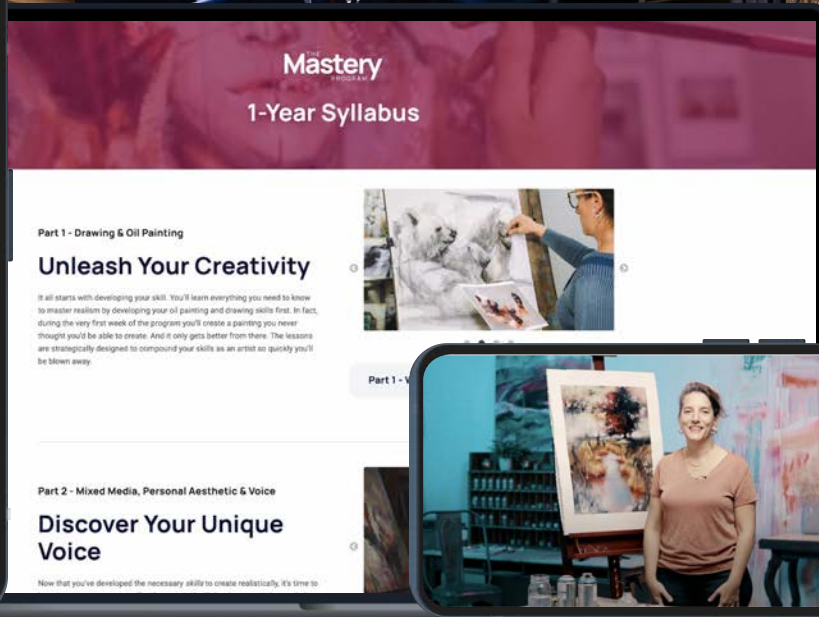 THE
Mastery
PROGRAM
1-Year Syllabus
Part 1 - Drawing & Oil Painting
Unleash Your Creativity
It all starts with developing your skill. You'll learn everything you need to know
to master realism by developing your oil painting and drawing skills first. In fact,
during the very first week of the program you'll create a painting you never
thought you'd be able to create. And it only gets better from there. The lessons
are strategically designed to compound your skills as an artist so quickly you'll
be blown away.
Part 1 -
Part 2 - Mixed Media, Personal Aesthetic & Voice
Discover Your Unique
Voice
Now that you've developed the necessary skills to create realistically, it's time to